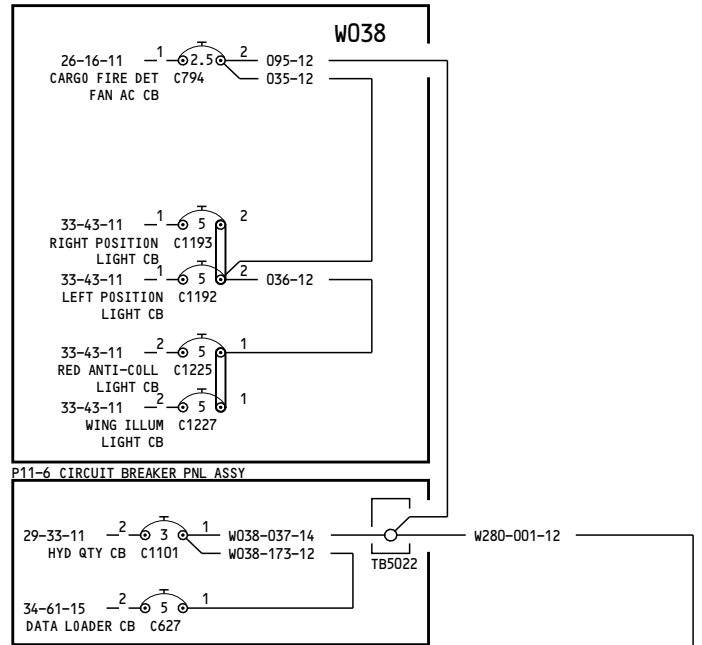 W038
26-16-11 1 2.5 2 095-12
CARGO FIRE DET C794 035-12
FAN AC CB
33-43-11 1 5 2
RIGHT POSITION C1193
LIGHT CB
33-43-11 1 5 2 036-12
LEFT POSITION C1192
LIGHT CB
33-43-11 2 5 1
RED ANTI-COLL C1225
LIGHT CB
33-43-11 2 5 1
WING ILLUM C1227
LIGHT CB
P11-6 CIRCUIT BREAKER PNL ASSY
29-33-11 2 3 1 W038-037-14 W280-001-12
HYD QTY CB C1101 W038-173-12
TB5022
34-61-15 2 5 1
DATA LOADER CB C627